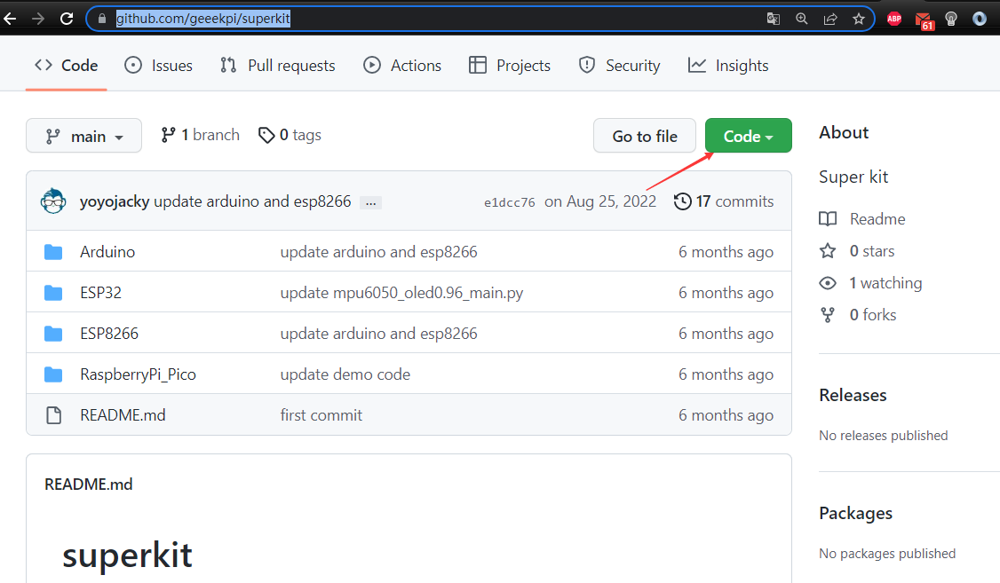 github.com/geeekpi/superkit
ABP
61
Code Issues Pull requests Actions Projects Security Insights
main 1 branch 0 tags Go to file Code
yoyojacky update arduino and esp8266 ... e1dcc76 on Aug 25, 2022 17 commits
Arduino update arduino and esp8266 6 months ago
ESP32 update mpu6050_oled0.96_main.py 6 months ago
ESP8266 update arduino and esp8266 6 months ago
RaspberryPi_Pico update demo code 6 months ago
README.md first commit 6 months ago
README.md
superkit
About
Super kit
Readme
0 stars
1 watching
0 forks
Releases
No releases published
Packages
No packages published